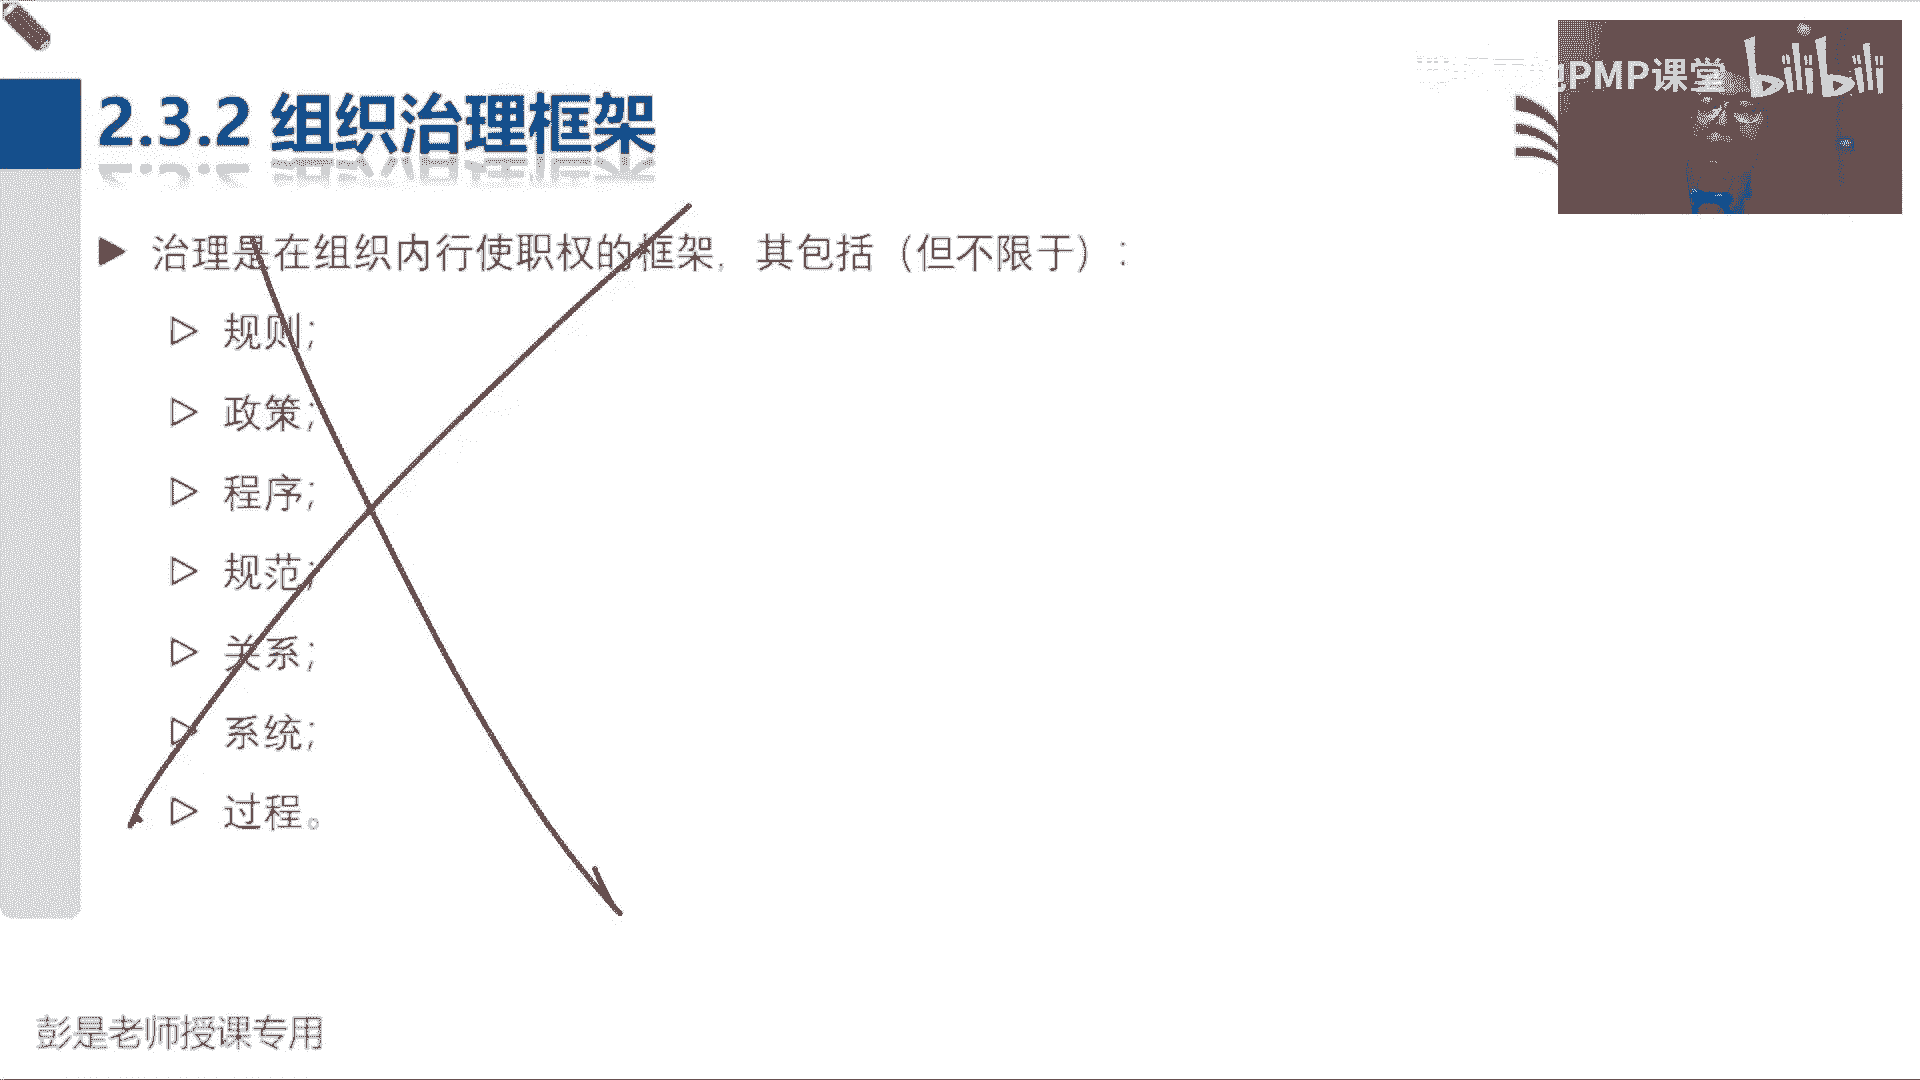 PMP课堂 bilibili
2.3.2 组织治理框架
治理是在组织内行使职权的框架，其包括（但不限于）：
规则；
政策；
程序；
规范；
关系；
系统；
过程。
彭是老师授课专用